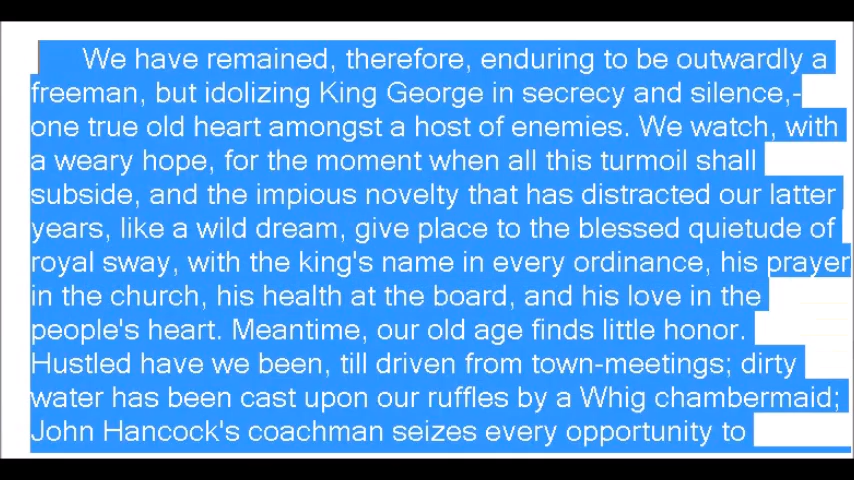 We have remained, therefore, enduring to be outwardly a
freeman, but idolizing King George in secrecy and silence,-
one true old heart amongst a host of enemies. We watch, with
a weary hope, for the moment when all this turmoil shall
subside, and the impious novelty that has distracted our latter
years, like a wild dream, give place to the blessed quietude of
royal sway, with the king's name in every ordinance, his prayer
in the church, his health at the board, and his love in the
people's heart. Meantime, our old age finds little honor.
Hustled have we been, till driven from town-meetings; dirty
water has been cast upon our ruffles by a Whig chambermaid;
John Hancock's coachman seizes every opportunity to